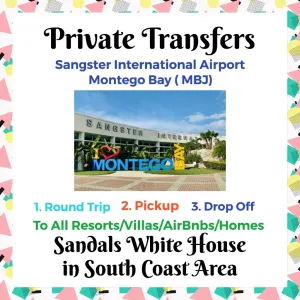 Private Transfers
Sangster International Airport
Montego Bay ( MBJ)
SANGSTER INTERNA
MONTEGO BAY
1. Round Trip 2. Pickup 3. Drop Off
To All Resorts/Villas/AirBnbs/Homes
Sandals White House
in South Coast Area